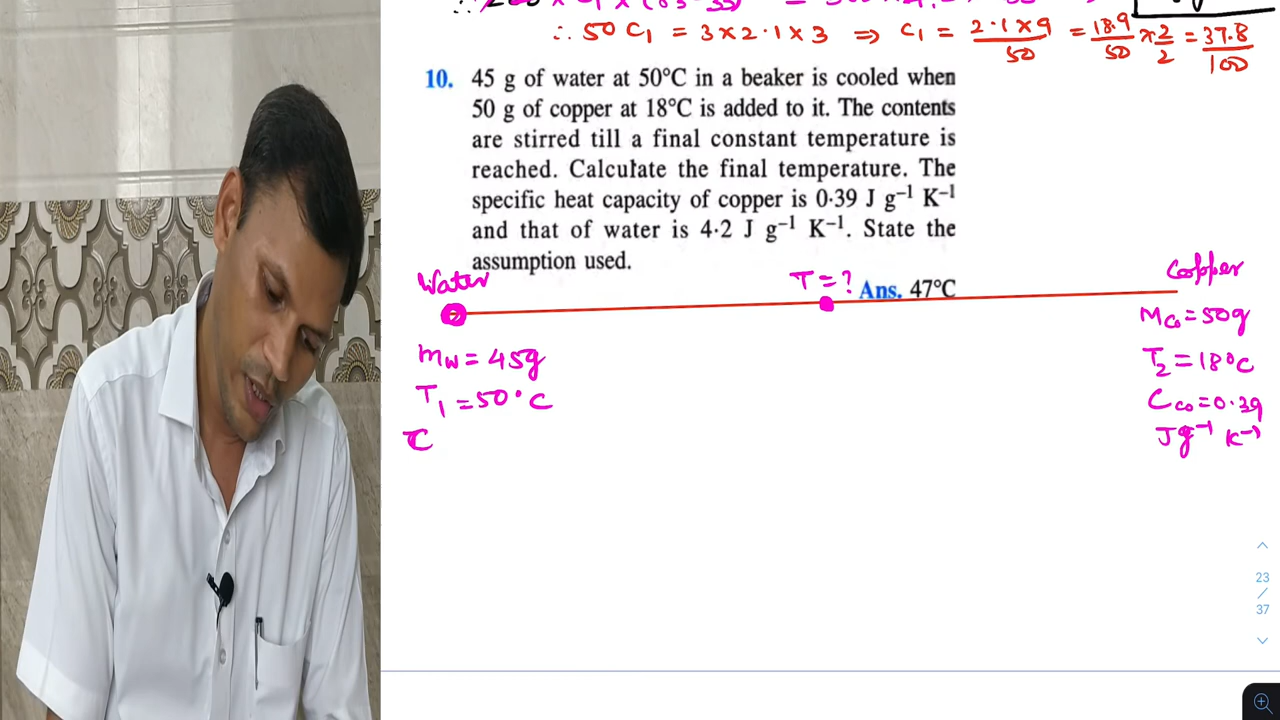 ∴ 50 C₁ = 3 × 2·1 × 3 ⇒ C₁ = 2·1×9/50 = 18·9/50 × 2/2 = 37·8/100
10. 45 g of water at 50°C in a beaker is cooled when
50 g of copper at 18°C is added to it. The contents
are stirred till a final constant temperature is
reached. Calculate the final temperature. The
specific heat capacity of copper is 0·39 J g⁻¹ K⁻¹
and that of water is 4·2 J g⁻¹ K⁻¹. State the
assumption used.
Ans. 47°C
Water
T = ?
Copper
m_w = 45g
T₁ = 50°C
C
M_co = 50g
T₂ = 18°C
C_co = 0.39
J g⁻¹ K⁻¹
23
/
37